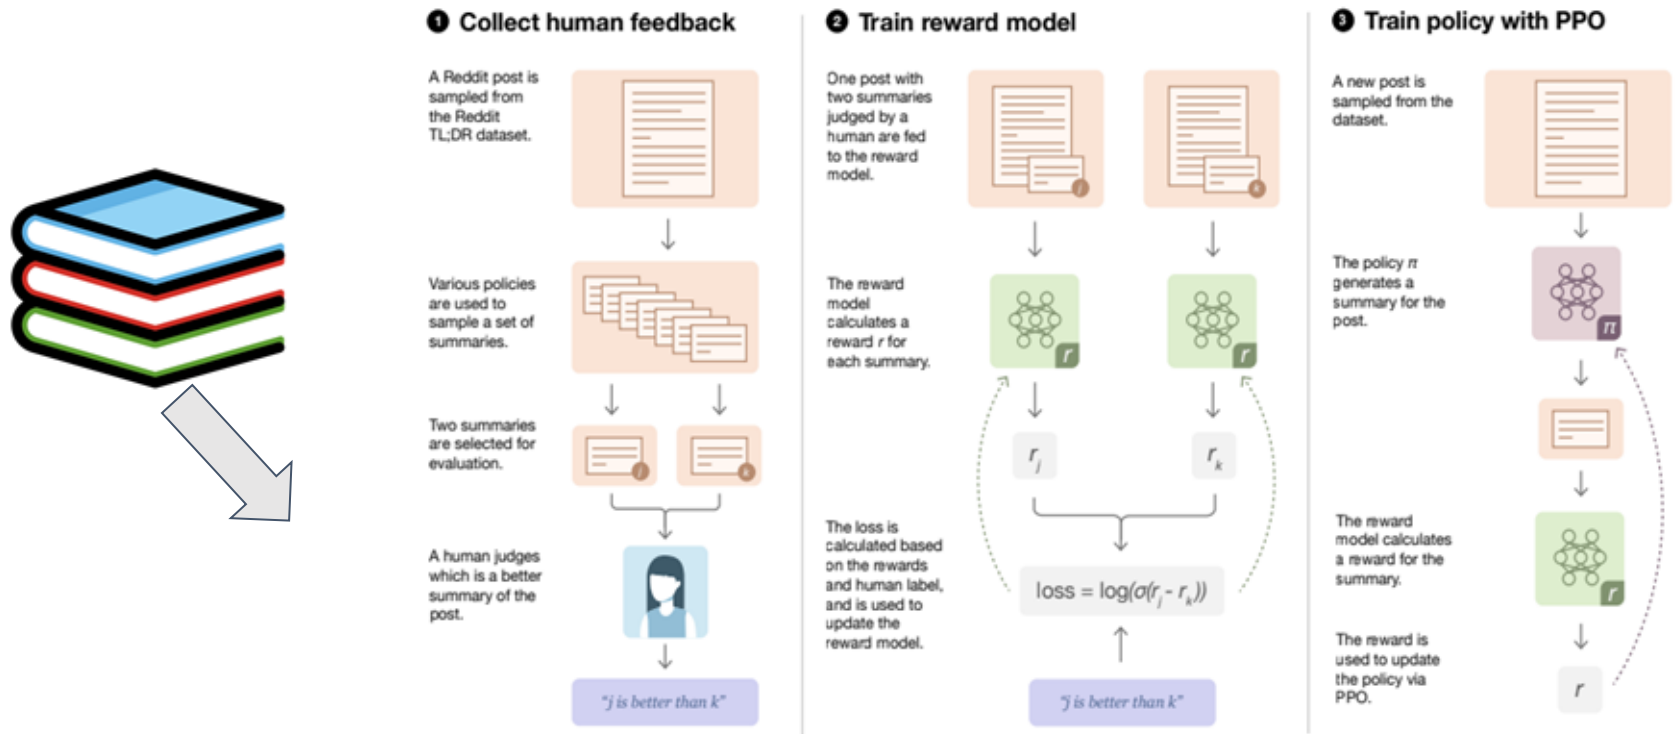 1 Collect human feedback
A Reddit post is
sampled from
the Reddit
TL;DR dataset.
Various policies
are used to
sample a set of
summaries.
Two summaries
are selected for
evaluation.
j
k
A human judges
which is a better
summary of the
post.
"j is better than k"
2 Train reward model
One post with
two summaries
judged by a
human are fed
to the reward
model.
j
k
The reward
model
calculates a
reward r for
each summary.
r
r
rj
rk
The loss is
calculated based
on the rewards
and human label,
and is used to
update the
reward model.
loss = log(σ(rj - rk))
"j is better than k"
3 Train policy with PPO
A new post is
sampled from the
dataset.
The policy π
generates a
summary for the
post.
π
The reward
model calculates
a reward for the
summary.
r
The reward is
used to update
the policy via
PPO.
r